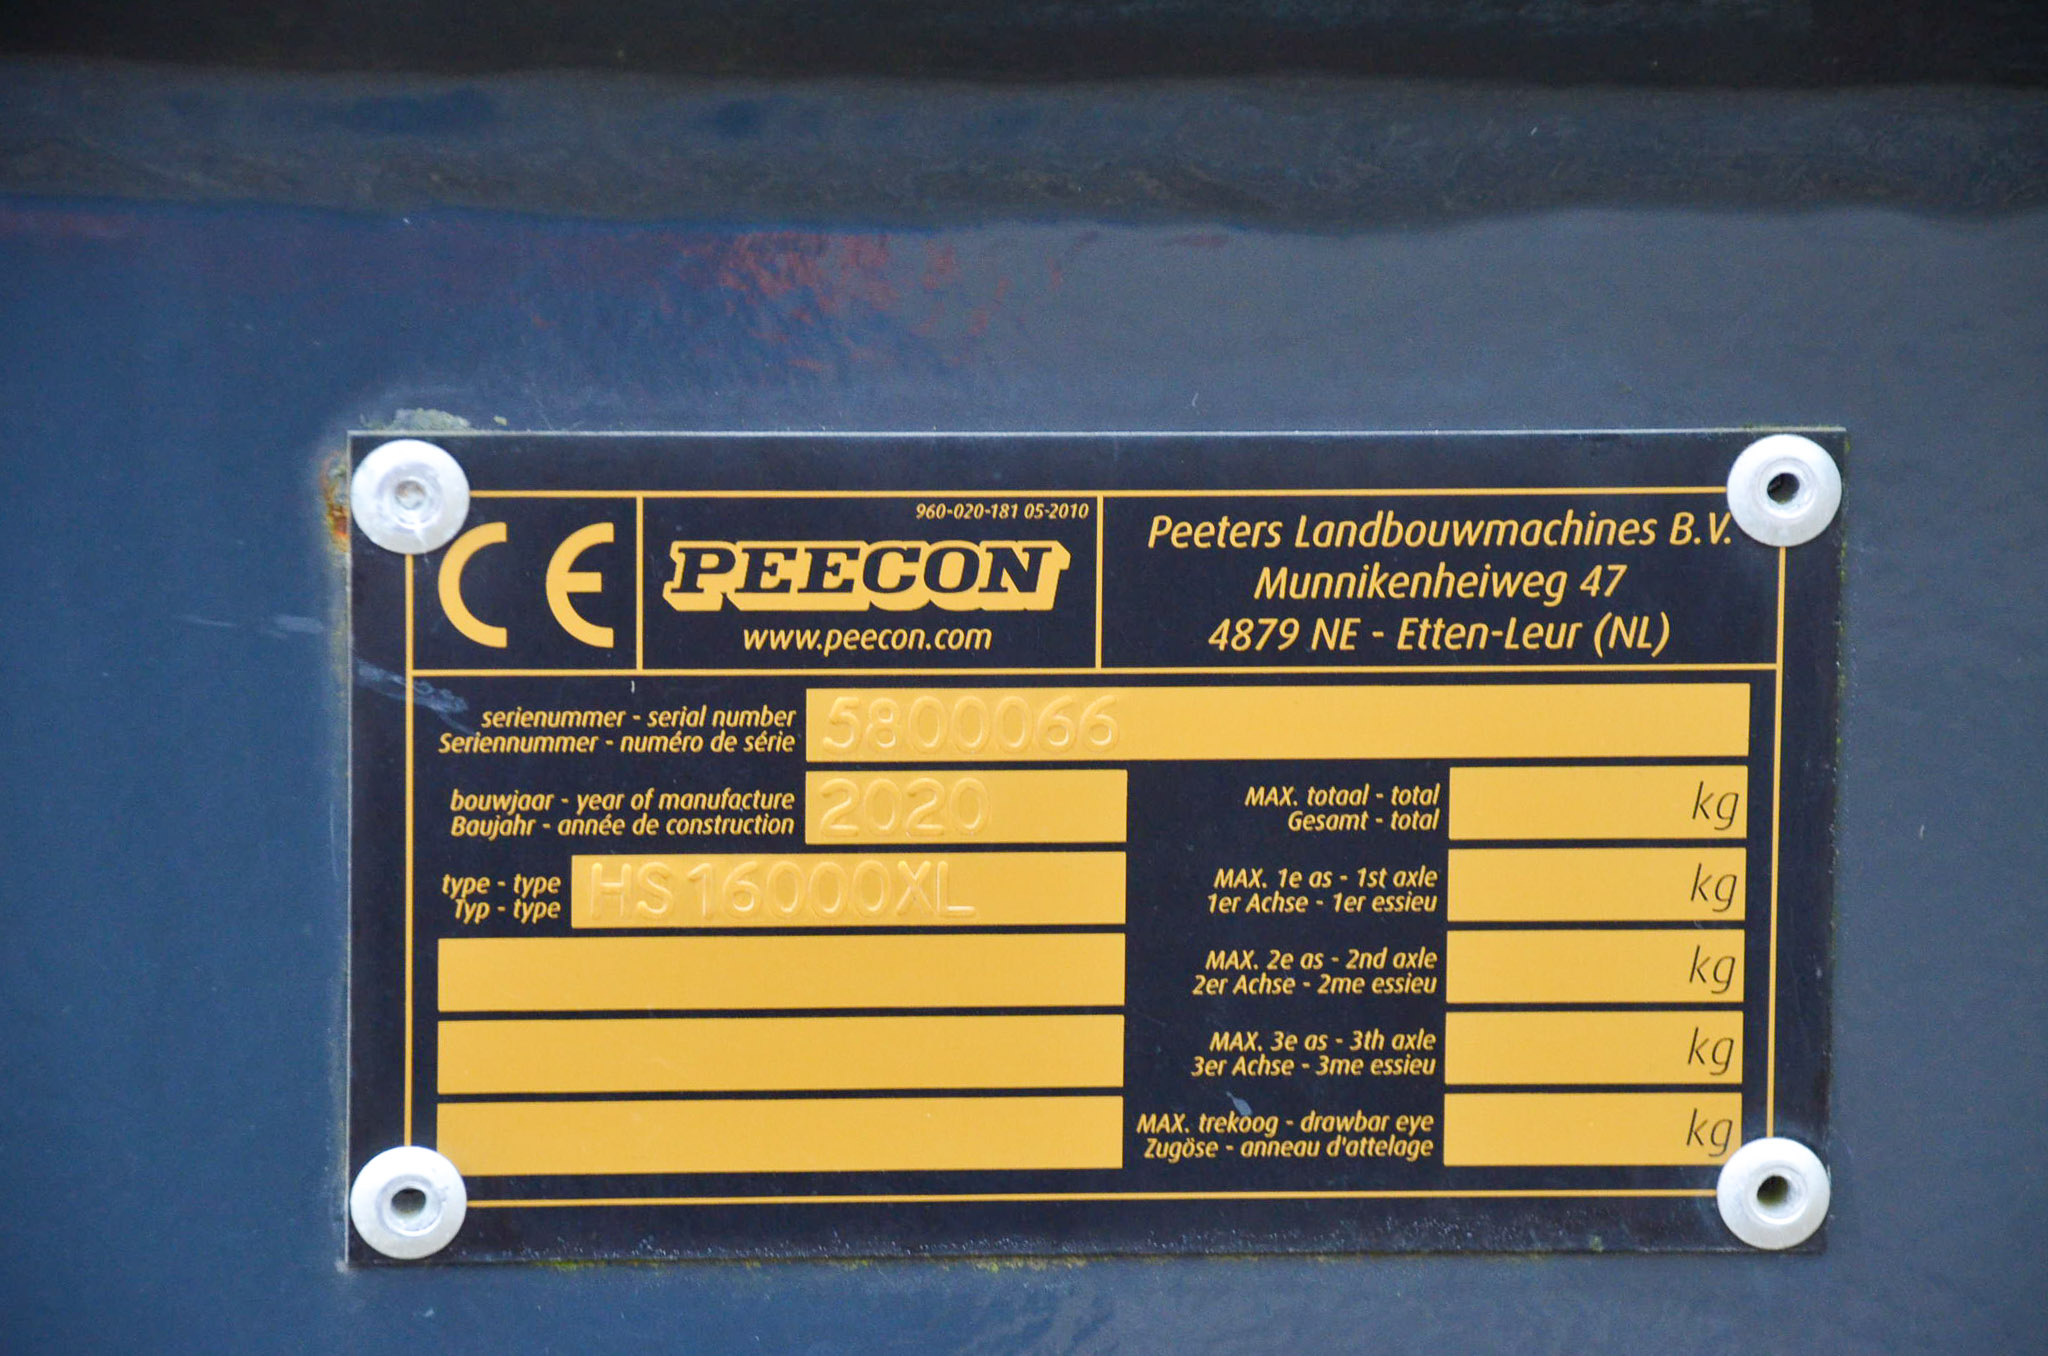 CE
960-020-181 05-2010
PEECON
www.peecon.com
Peeters Landbouwmachines B.V.
Munnikenheiweg 47
4879 NE - Etten-Leur (NL)
serienummer - serial number
Seriennummer - numéro de série
5800066
bouwjaar - year of manufacture
Baujahr - année de construction
2020
type - type
Typ - type
HS16000XL
MAX. totaal - total
Gesamt - total
kg
MAX. 1e as - 1st axle
1er Achse - 1er essieu
kg
MAX. 2e as - 2nd axle
2er Achse - 2me essieu
kg
MAX. 3e as - 3th axle
3er Achse - 3me essieu
kg
MAX. trekoog - drawbar eye
Zugöse - anneau d'attelage
kg